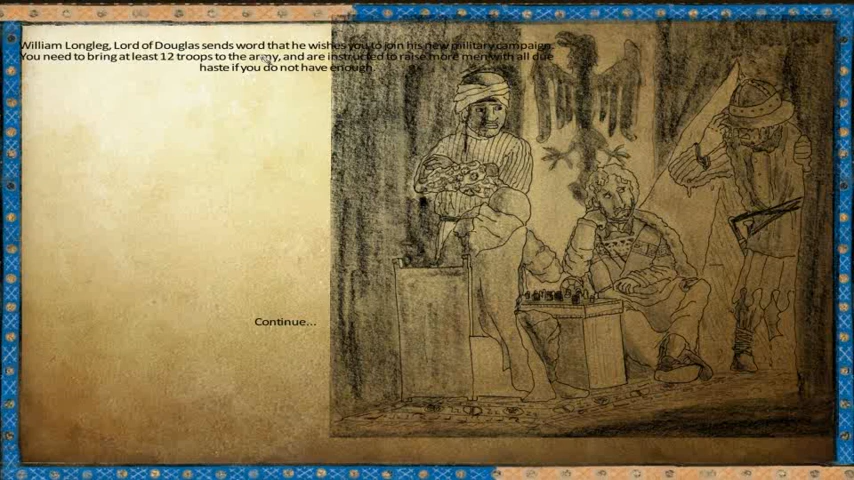 William Longleg, Lord of Douglas sends word that he wishes you to join his new military campaign.
You need to bring at least 12 troops to the army, and are instructed to raise more men with all due
haste if you do not have enough.
Continue...